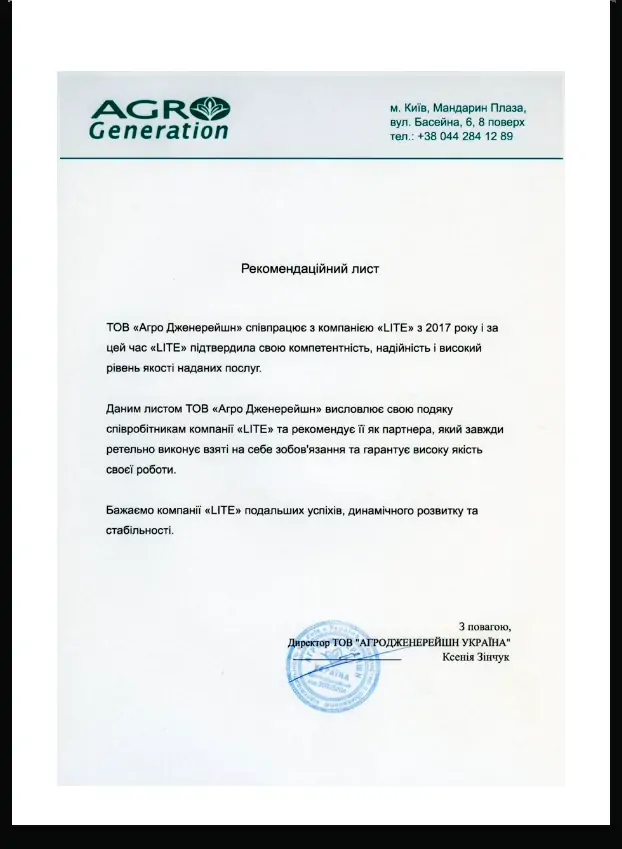 AGRO
Generation
м. Київ, Мандарин Плаза,
вул. Басейна, 6, 8 поверх
тел.: +38 044 284 12 89
Рекомендаційний лист
ТОВ «Агро Дженерейшн» співпрацює з компанією «LITE» з 2017 року і за
цей час «LITE» підтвердила свою компетентність, надійність і високий
рівень якості наданих послуг.
Даним листом ТОВ «Агро Дженерейшн» висловлює свою подяку
співробітникам компанії «LITE» та рекомендує її як партнера, який завжди
ретельно виконує взяті на себе зобов'язання та гарантує високу якість
своєї роботи.
Бажаємо компанії «LITE» подальших успіхів, динамічного розвитку та
стабільності.
З повагою,
Директор ТОВ "АГРОДЖЕНЕРЕЙШН УКРАЇНА"
Ксенія Зінчук